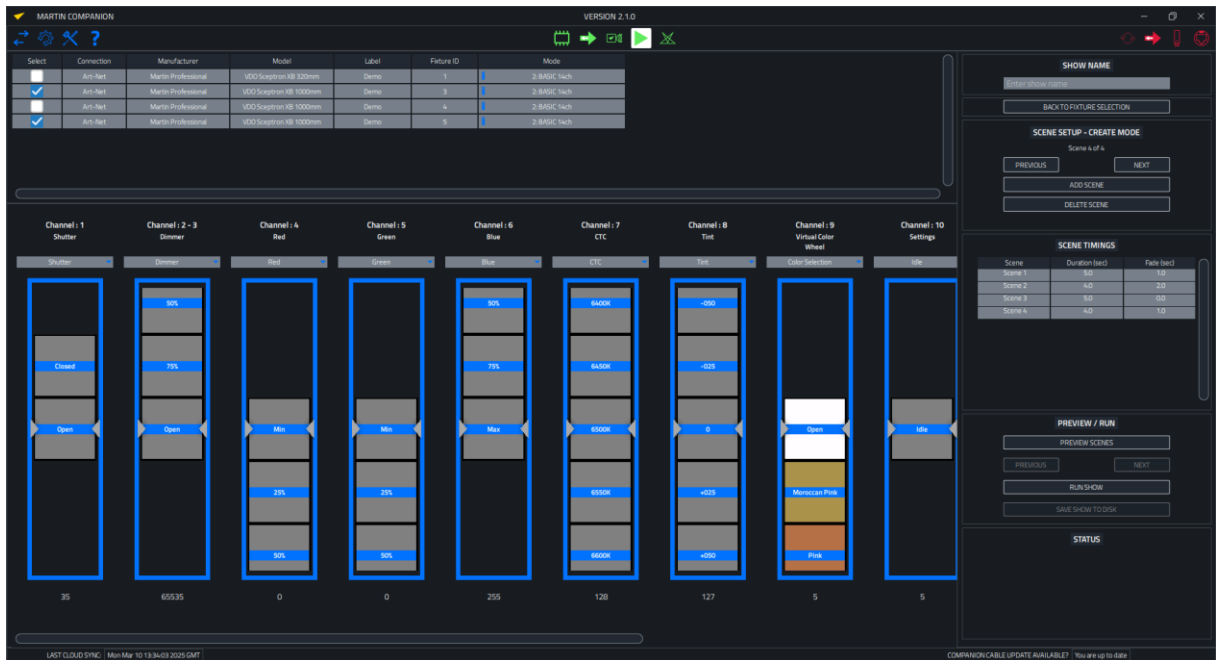 MARTIN COMPANION VERSION 2.1.0
Select Connection Manufacturer Model Label Fixture ID Mode
Art-Net Martin Professional VDO Sceptron XB 320mm Demo 1 2: BASIC 14ch
Art-Net Martin Professional VDO Sceptron XB 1000mm Demo 3 2: BASIC 14ch
Art-Net Martin Professional VDO Sceptron XB 1000mm Demo 4 2: BASIC 14ch
Art-Net Martin Professional VDO Sceptron XB 1000mm Demo 5 2: BASIC 14ch
Channel : 1 Channel : 2 - 3 Channel : 4 Channel : 5 Channel : 6 Channel : 7 Channel : 8 Channel : 9 Channel : 10
Shutter Dimmer Red Green Blue CTC Tint Virtual Color Settings
Wheel
Shutter Dimmer Red Green Blue CTC Tint Color Selection Idle
50% 50% 6400K -050
Closed 75% 75% 6450K -025
Open Open Min Min Max 6500K 0 Open Idle
25% 25% 6550K +025 Moroccan Pink
50% 50% 6600K +050 Pink
35 65535 0 0 255 128 127 5 5
SHOW NAME
Enter show name
BACK TO FIXTURE SELECTION
SCENE SETUP - CREATE MODE
Scene 4 of 4
PREVIOUS NEXT
ADD SCENE
DELETE SCENE
SCENE TIMINGS
Scene Duration (sec) Fade (sec)
Scene 1 5.0 1.0
Scene 2 4.0 2.0
Scene 3 5.0 0.0
Scene 4 4.0 1.0
PREVIEW / RUN
PREVIEW SCENES
PREVIOUS NEXT
RUN SHOW
SAVE SHOW TO DISK
STATUS
LAST CLOUD SYNC: Mon Mar 10 13:34:03 2025 GMT COMPANION CABLE UPDATE AVAILABLE? You are up to date